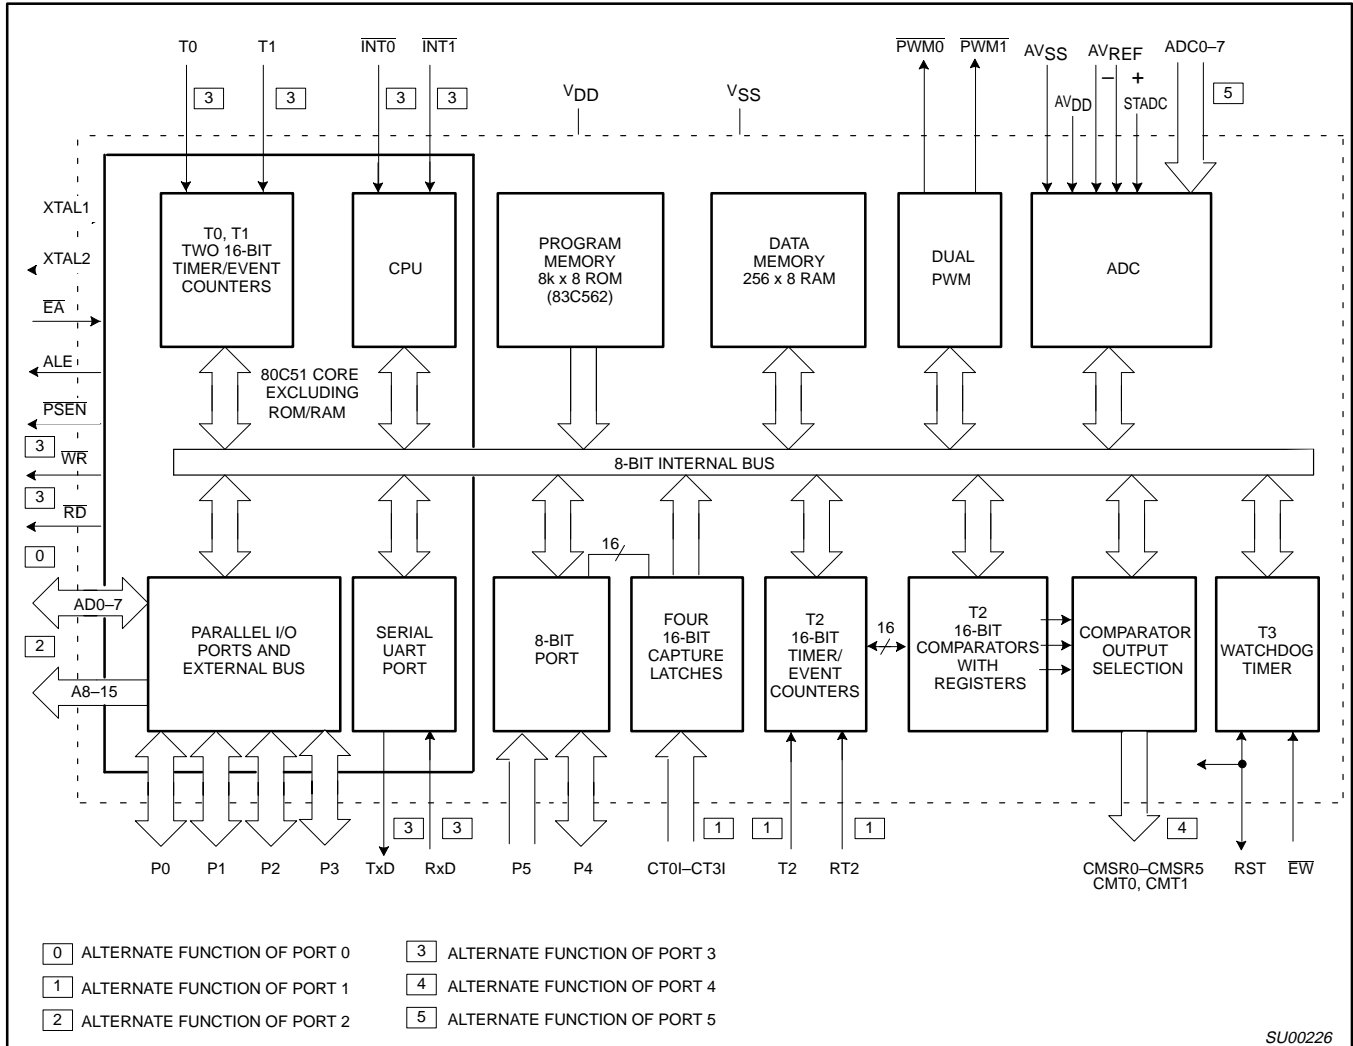 T0 T1 INT0 INT1 PWM0 PWM1 AVSS AVREF ADC0–7
− +
3 3 3 3 VDD VSS AVDD STADC 5
XTAL1
XTAL2
EA
ALE
PSEN
3 WR
3 RD
0
AD0–7
2
A8–15
T0, T1
TWO 16-BIT
TIMER/EVENT
COUNTERS
CPU
PROGRAM
MEMORY
8k x 8 ROM
(83C562)
DATA
MEMORY
256 x 8 RAM
DUAL
PWM
ADC
80C51 CORE
EXCLUDING
ROM/RAM
8-BIT INTERNAL BUS
16
PARALLEL I/O
PORTS AND
EXTERNAL BUS
SERIAL
UART
PORT
8-BIT
PORT
FOUR
16-BIT
CAPTURE
LATCHES
T2
16-BIT
TIMER/
EVENT
COUNTERS
16
T2
16-BIT
COMPARATORS
WITH
REGISTERS
COMPARATOR
OUTPUT
SELECTION
T3
WATCHDOG
TIMER
3 3 1 1 1 4
P0 P1 P2 P3 TxD RxD P5 P4 CT0I–CT3I T2 RT2 CMSR0–CMSR5 RST EW
CMT0, CMT1
0 ALTERNATE FUNCTION OF PORT 0
1 ALTERNATE FUNCTION OF PORT 1
2 ALTERNATE FUNCTION OF PORT 2
3 ALTERNATE FUNCTION OF PORT 3
4 ALTERNATE FUNCTION OF PORT 4
5 ALTERNATE FUNCTION OF PORT 5
SU00226